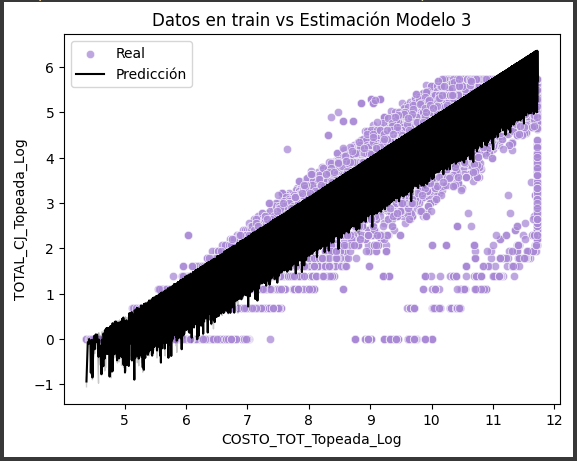 Datos en train vs Estimación Modelo 3
Real
Predicción
TOTAL_CJ_Topeada_Log
6
5
4
3
2
1
0
−1
5 6 7 8 9 10 11 12
COSTO_TOT_Topeada_Log